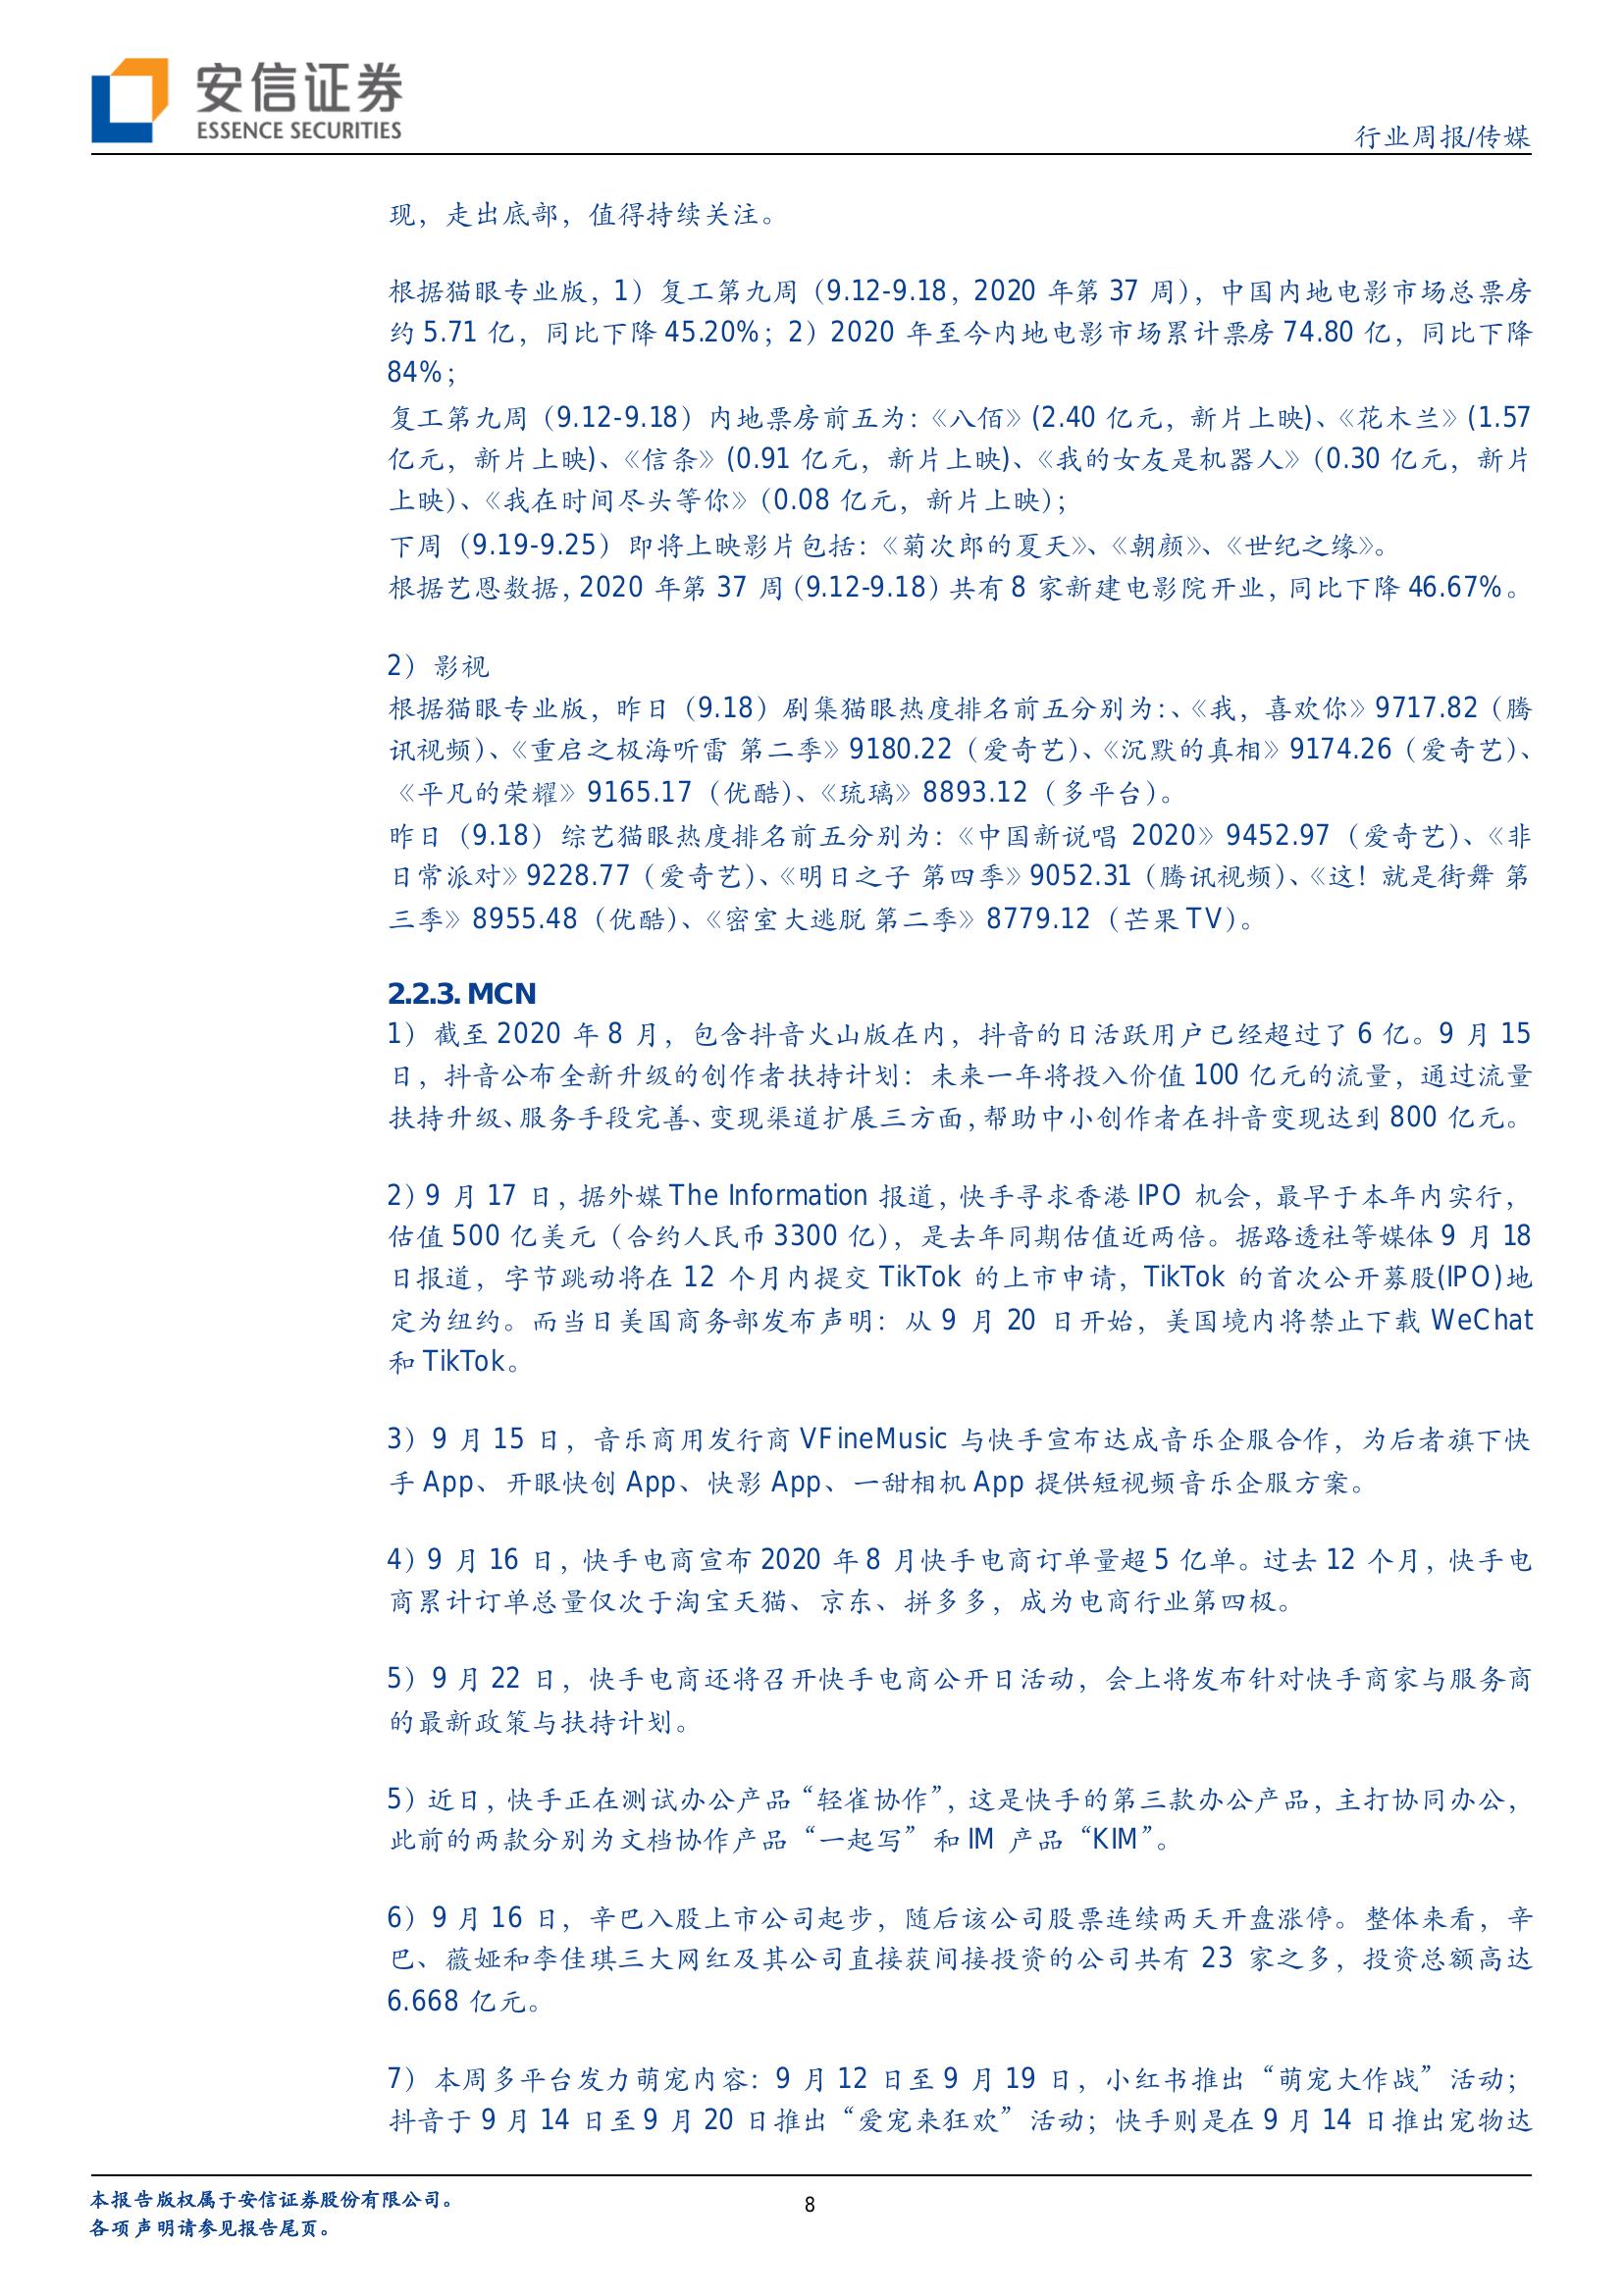 安信证券
ESSENCE SECURITIES
行业周报/传媒
现，走出底部，值得持续关注。
根据猫眼专业版，1）复工第九周（9.12-9.18，2020 年第 37 周），中国内地电影市场总票房
约 5.71 亿，同比下降 45.20%；2）2020 年至今内地电影市场累计票房 74.80 亿，同比下降
84%；
复工第九周（9.12-9.18）内地票房前五为：《八佰》(2.40 亿元，新片上映)、《花木兰》(1.57
亿元，新片上映)、《信条》(0.91 亿元，新片上映)、《我的女友是机器人》（0.30 亿元，新片
上映)、《我在时间尽头等你》（0.08 亿元，新片上映）；
下周（9.19-9.25）即将上映影片包括：《菊次郎的夏天》、《朝颜》、《世纪之缘》。
根据艺恩数据，2020 年第 37 周（9.12-9.18）共有 8 家新建电影院开业，同比下降 46.67%。
2）影视
根据猫眼专业版，昨日（9.18）剧集猫眼热度排名前五分别为：、《我，喜欢你》9717.82（腾
讯视频）、《重启之极海听雷 第二季》9180.22（爱奇艺）、《沉默的真相》9174.26（爱奇艺）、
《平凡的荣耀》9165.17（优酷）、《琉璃》8893.12（多平台）。
昨日（9.18）综艺猫眼热度排名前五分别为：《中国新说唱 2020》9452.97（爱奇艺）、《非
日常派对》9228.77（爱奇艺）、《明日之子 第四季》9052.31（腾讯视频）、《这！就是街舞 第
三季》8955.48（优酷）、《密室大逃脱 第二季》8779.12（芒果 TV）。
2.2.3. MCN
1）截至 2020 年 8 月，包含抖音火山版在内，抖音的日活跃用户已经超过了 6 亿。9 月 15
日，抖音公布全新升级的创作者扶持计划：未来一年将投入价值 100 亿元的流量，通过流量
扶持升级、服务手段完善、变现渠道扩展三方面，帮助中小创作者在抖音变现达到 800 亿元。
2）9 月 17 日，据外媒 The Information 报道，快手寻求香港 IPO 机会，最早于本年内实行，
估值 500 亿美元（合约人民币 3300 亿），是去年同期估值近两倍。据路透社等媒体 9 月 18
日报道，字节跳动将在 12 个月内提交 TikTok 的上市申请，TikTok 的首次公开募股(IPO)地
定为纽约。而当日美国商务部发布声明：从 9 月 20 日开始，美国境内将禁止下载 WeChat
和 TikTok。
3）9 月 15 日，音乐商用发行商 VFineMusic 与快手宣布达成音乐企服合作，为后者旗下快
手 App、开眼快创 App、快影 App、一甜相机 App 提供短视频音乐企服方案。
4）9 月 16 日，快手电商宣布 2020 年 8 月快手电商订单量超 5 亿单。过去 12 个月，快手电
商累计订单总量仅次于淘宝天猫、京东、拼多多，成为电商行业第四极。
5）9 月 22 日，快手电商还将召开快手电商公开日活动，会上将发布针对快手商家与服务商
的最新政策与扶持计划。
5）近日，快手正在测试办公产品“轻雀协作”，这是快手的第三款办公产品，主打协同办公，
此前的两款分别为文档协作产品“一起写”和 IM 产品“KIM”。
6）9 月 16 日，辛巴入股上市公司起步，随后该公司股票连续两天开盘涨停。整体来看，辛
巴、薇娅和李佳琪三大网红及其公司直接获间接投资的公司共有 23 家之多，投资总额高达
6.668 亿元。
7）本周多平台发力萌宠内容：9 月 12 日至 9 月 19 日，小红书推出“萌宠大作战”活动；
抖音于 9 月 14 日至 9 月 20 日推出“爱宠来狂欢”活动；快手则是在 9 月 14 日推出宠物达
本报告版权属于安信证券股份有限公司。
各项声明请参见报告尾页。
8